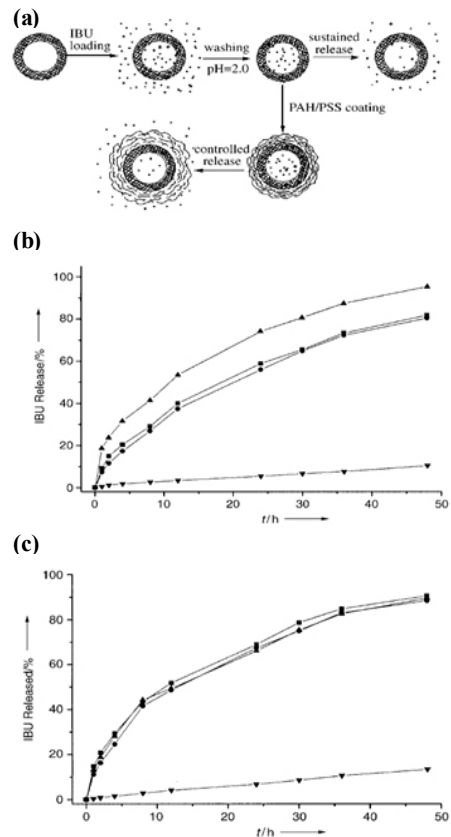 (a)
IBU
loading
washing
pH=2.0
sustained
release
PAH/PSS
coating
controlled
release
(b)
100
80
60
40
20
0
IBU Release/%
0 10 20 30 40 50
t/h
(c)
100
80
60
40
20
0
IBU Released/%
0 10 20 30 40 50
t/h